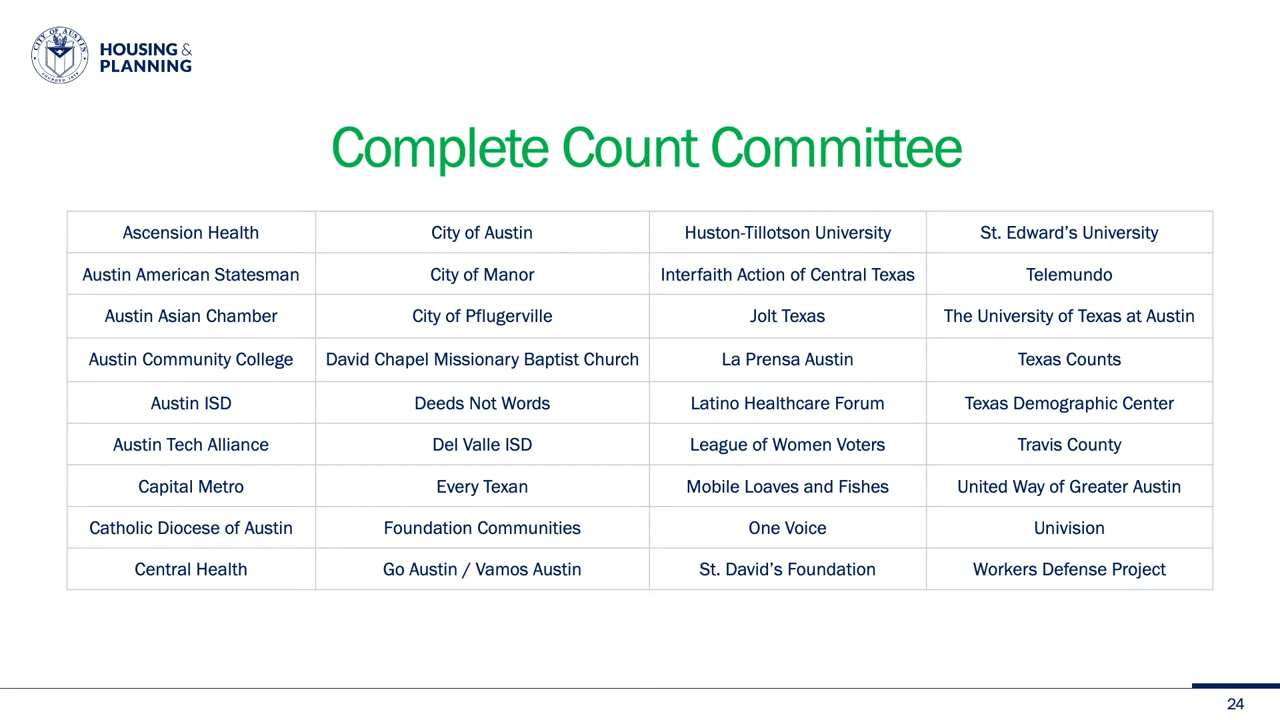 CITY OF AUSTIN
FOUNDED 1839
HOUSING &
PLANNING
Complete Count Committee
Ascension Health City of Austin Huston-Tillotson University St. Edward’s University
Austin American Statesman City of Manor Interfaith Action of Central Texas Telemundo
Austin Asian Chamber City of Pflugerville Jolt Texas The University of Texas at Austin
Austin Community College David Chapel Missionary Baptist Church La Prensa Austin Texas Counts
Austin ISD Deeds Not Words Latino Healthcare Forum Texas Demographic Center
Austin Tech Alliance Del Valle ISD League of Women Voters Travis County
Capital Metro Every Texan Mobile Loaves and Fishes United Way of Greater Austin
Catholic Diocese of Austin Foundation Communities One Voice Univision
Central Health Go Austin / Vamos Austin St. David’s Foundation Workers Defense Project
24